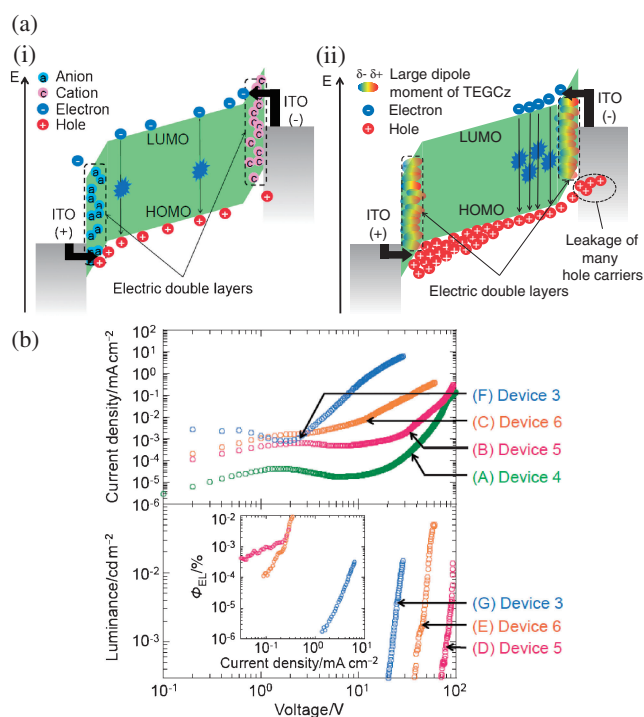 (a)
(i)
E
a Anion
c Cation
- Electron
+ Hole
ITO
(-)
LUMO
HOMO
ITO
(+)
Electric double layers
(ii)
E
δ- δ+ Large dipole
moment of TEGCz
- Electron
+ Hole
ITO
(-)
LUMO
HOMO
ITO
(+)
Leakage of
many
hole carriers
Electric double layers
(b)
Current density/mA cm⁻²
10²
10¹
10⁰
10⁻¹
10⁻²
10⁻³
10⁻⁴
10⁻⁵
10⁻⁶
(F) Device 3
(C) Device 6
(B) Device 5
(A) Device 4
Luminance/cd m⁻²
10⁻²
10⁻³
Φ_EL/%
10⁻²
10⁻³
10⁻⁴
10⁻⁵
10⁻⁶
10⁻¹ 10⁰ 10¹
Current density/mA cm⁻²
(G) Device 3
(E) Device 6
(D) Device 5
10⁻¹ 10⁰ 10¹ 10²
Voltage/V